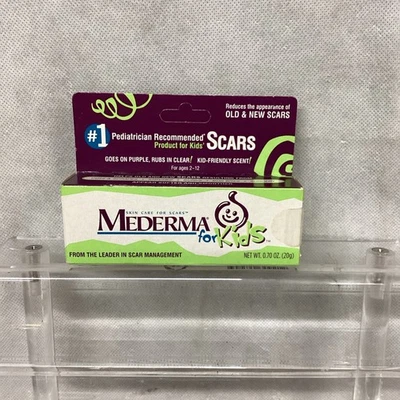 Reduces the appearance of
OLD & NEW SCARS
#1 Pediatrician Recommended* Product for Kids' SCARS
GOES ON PURPLE, RUBS IN CLEAR! KID-FRIENDLY SCENT!
For ages 2-12
SKIN CARE FOR SCARS™
MEDERMA®
for Kids™
FROM THE LEADER IN SCAR MANAGEMENT
NET WT. 0.70 OZ. (20g)